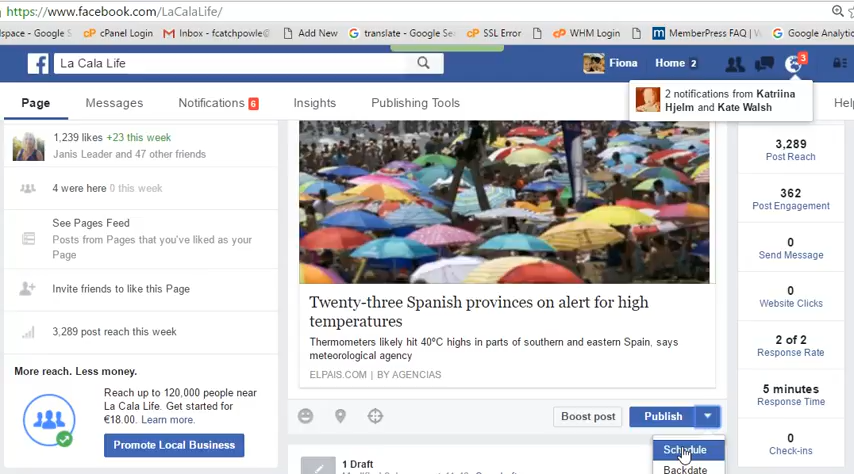 https://www.facebook.com/LaCalaLife/
lspace - Google S
cPanel Login
Inbox - fcatchpowle@
Add New
translate - Google Se
SSL Error
WHM Login
MemberPress FAQ | W
Google Analytic
La Cala Life
Fiona
Home 2
3
2 notifications from Katriina
Hjelm and Kate Walsh
Page
Messages
Notifications 6
Insights
Publishing Tools
Help
1,239 likes +23 this week
Janis Leader and 47 other friends
4 were here 0 this week
See Pages Feed
Posts from Pages that you've liked as your
Page
Invite friends to like this Page
3,289 post reach this week
More reach. Less money.
Reach up to 120,000 people near
La Cala Life. Get started for
€18.00. Learn more.
Promote Local Business
Twenty-three Spanish provinces on alert for high
temperatures
Thermometers likely hit 40ºC highs in parts of southern and eastern Spain, says
meteorological agency
ELPAIS.COM | BY AGENCIAS
Boost post
Publish
Schedule
Backdate
1 Draft
3,289
Post Reach
362
Post Engagement
0
Send Message
0
Website Clicks
2 of 2
Response Rate
5 minutes
Response Time
0
Check-ins